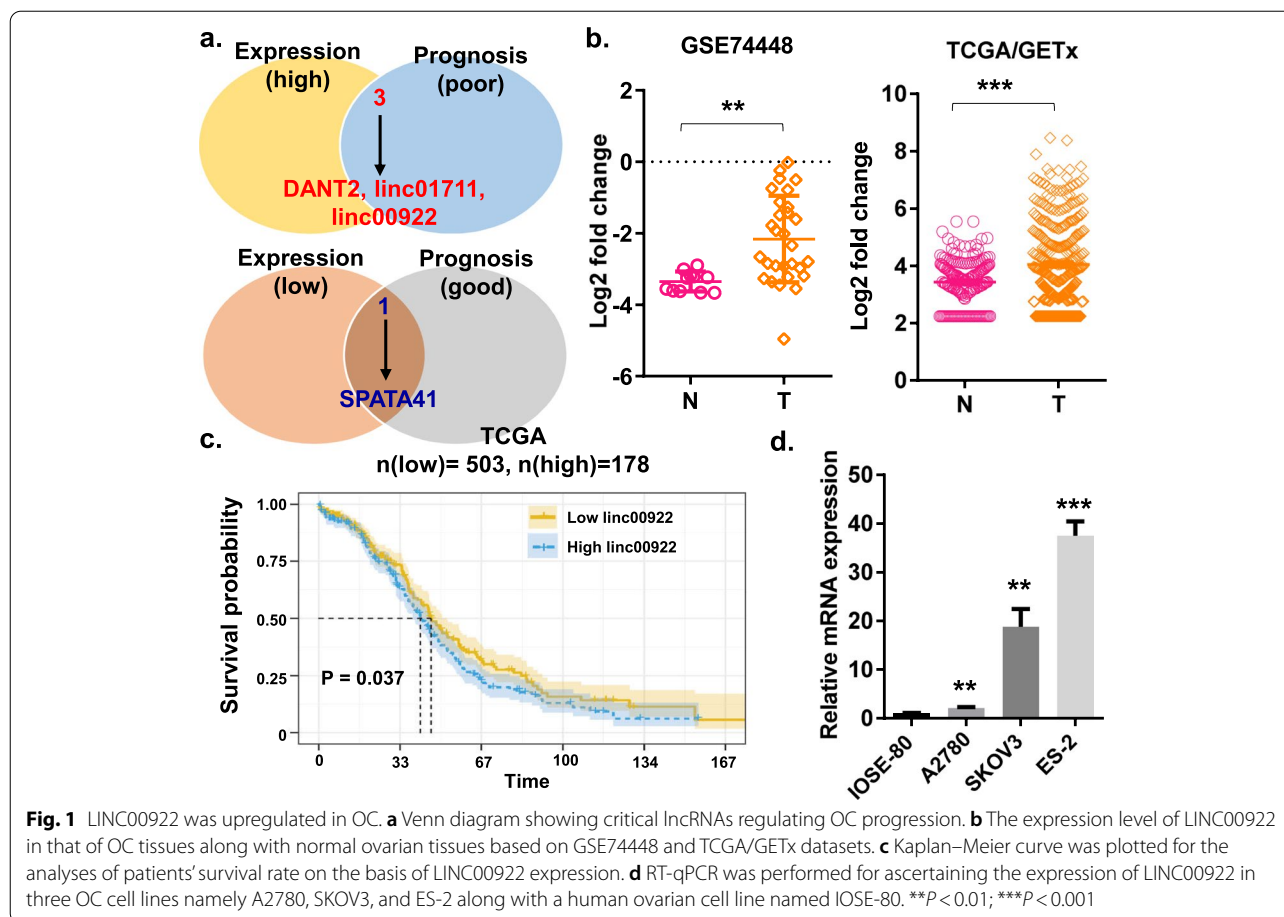 a.
Expression
(high)
Prognosis
(poor)
3
DANT2, linc01711,
linc00922
Expression
(low)
Prognosis
(good)
1
SPATA41
b.
GSE74448
**
Log2 fold change
2
0
-2
-4
-6
N
T
TCGA/GETx
***
Log2 fold change
10
8
6
4
2
0
N
T
c.
TCGA
n(low)= 503, n(high)=178
Survival probability
1.00
0.75
0.50
0.25
0
Low linc00922
High linc00922
P = 0.037
0
33
67
100
134
167
Time
d.
Relative mRNA expression
50
40
30
20
10
0
**
**
***
IOSE-80
A2780
SKOV3
ES-2
Fig. 1 LINC00922 was upregulated in OC. a Venn diagram showing critical lncRNAs regulating OC progression. b The expression level of LINC00922
in that of OC tissues along with normal ovarian tissues based on GSE74448 and TCGA/GETx datasets. c Kaplan–Meier curve was plotted for the
analyses of patients' survival rate on the basis of LINC00922 expression. d RT-qPCR was performed for ascertaining the expression of LINC00922 in
three OC cell lines namely A2780, SKOV3, and ES-2 along with a human ovarian cell line named IOSE-80. **P < 0.01; ***P < 0.001